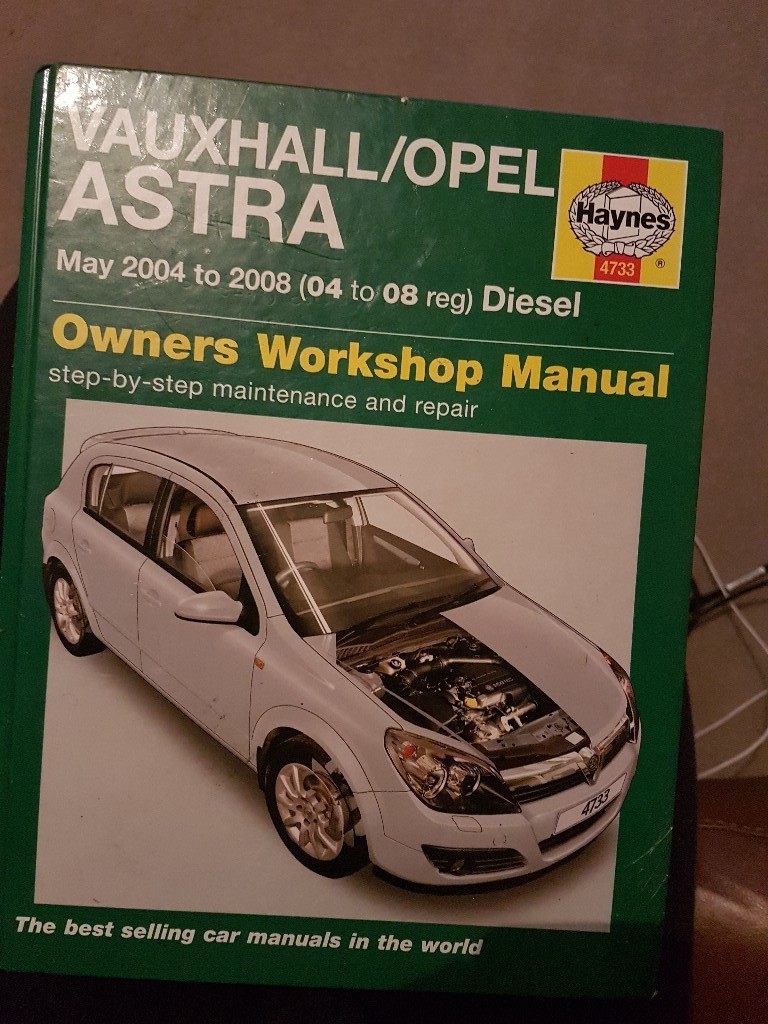 VAUXHALL/OPEL
ASTRA
Haynes
4733
®
May 2004 to 2008 (04 to 08 reg) Diesel
Owners Workshop Manual
step-by-step maintenance and repair
4733
The best selling car manuals in the world